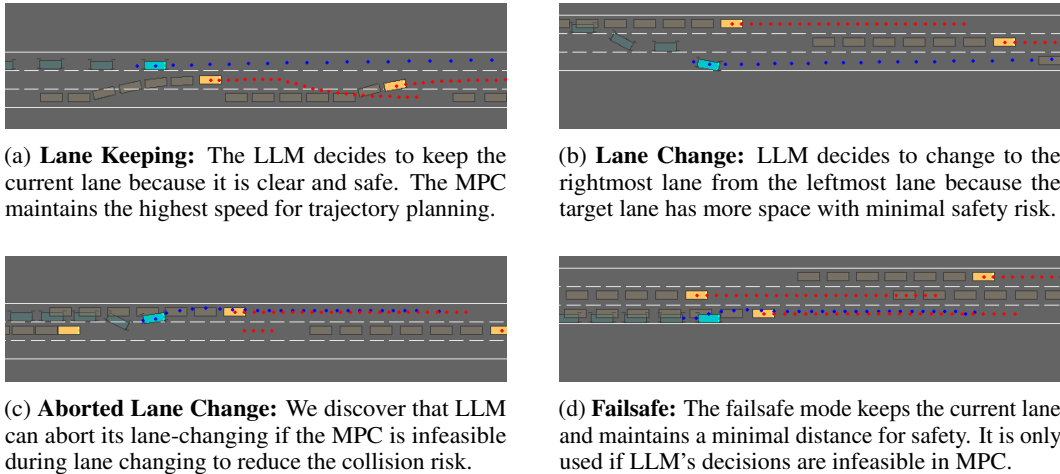 (a) Lane Keeping: The LLM decides to keep the
current lane because it is clear and safe. The MPC
maintains the highest speed for trajectory planning.
(b) Lane Change: LLM decides to change to the
rightmost lane from the leftmost lane because the
target lane has more space with minimal safety risk.
(c) Aborted Lane Change: We discover that LLM
can abort its lane-changing if the MPC is infeasible
during lane changing to reduce the collision risk.
(d) Failsafe: The failsafe mode keeps the current lane
and maintains a minimal distance for safety. It is only
used if LLM's decisions are infeasible in MPC.